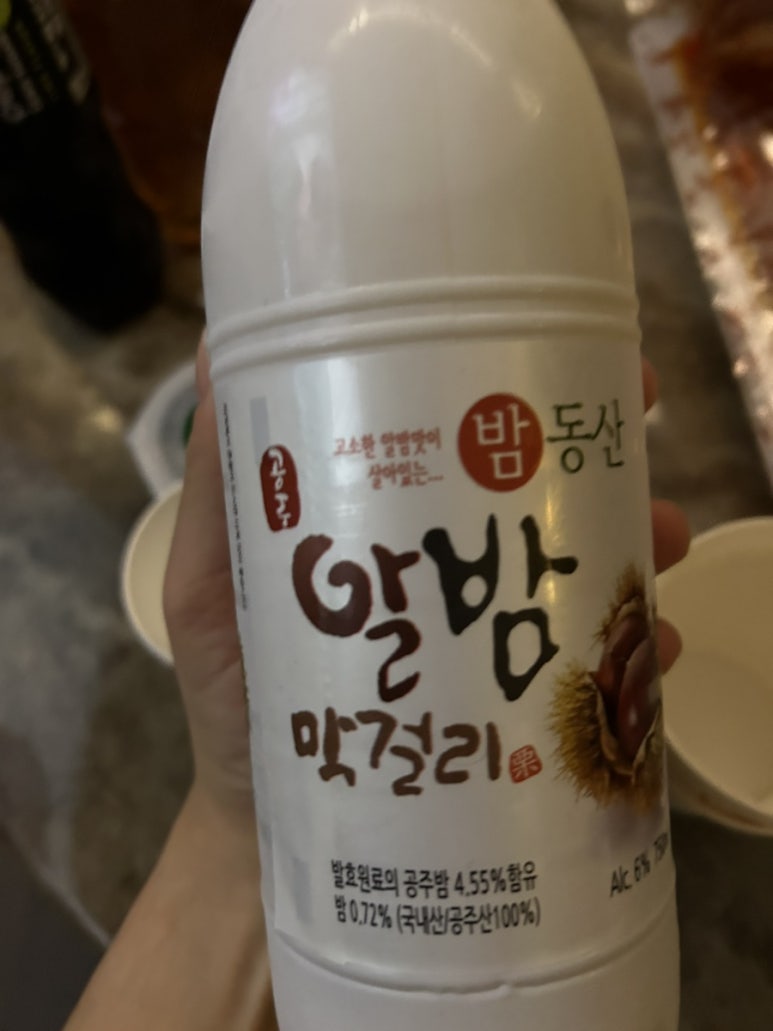 고소한 알밤맛이
살아있는...
밤동산
공주
알밤
막걸리
栗
발효원료의 공주밤 4.55%함유
밤 0.72% (국내산/공주산100%)
Alc. 6%